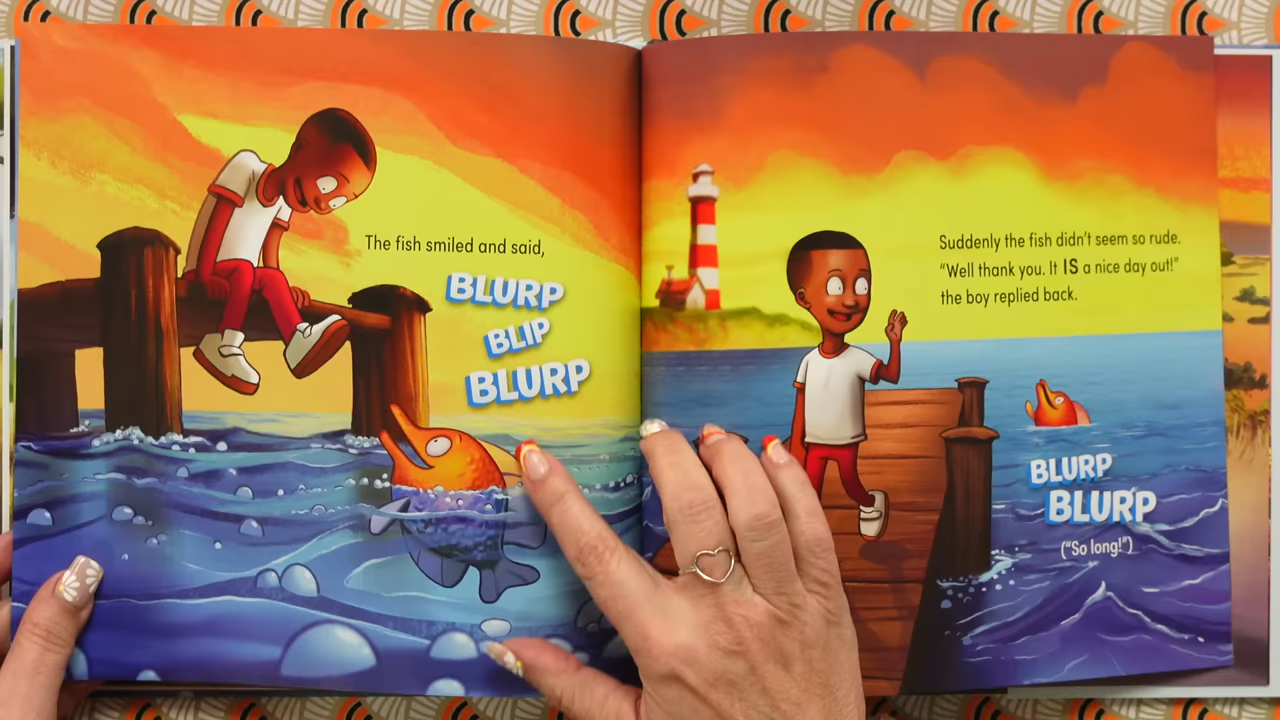 The fish smiled and said,
BLURP
BLIP
BLURP
Suddenly the fish didn't seem so rude.
"Well thank you. It IS a nice day out!"
the boy replied back.
BLURP
BLURP
("So long!")